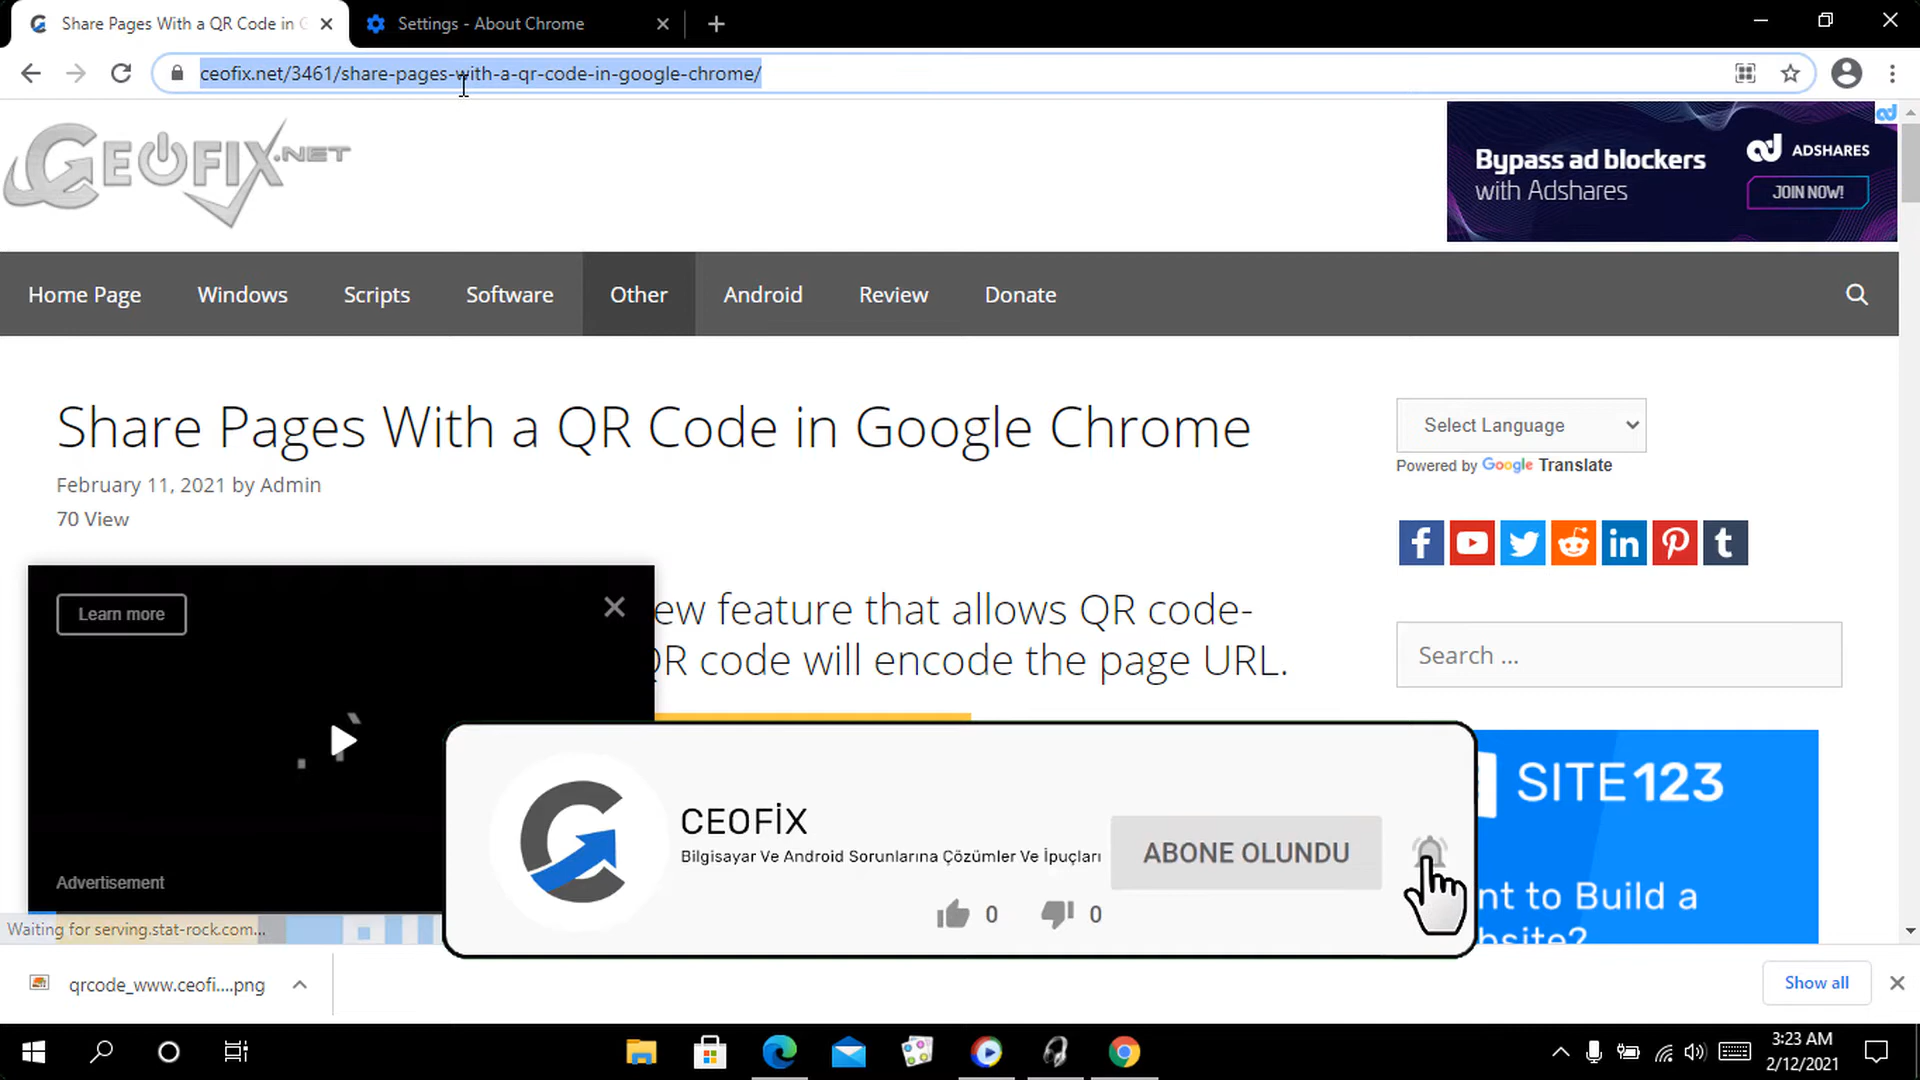 Share Pages With a QR Code in G
Settings - About Chrome
ceofix.net/3461/share-pages-with-a-qr-code-in-google-chrome/
GEOFIX.NET
Bypass ad blockers
with Adshares
ADSHARES
JOIN NOW!
Home Page
Windows
Scripts
Software
Other
Android
Review
Donate
Share Pages With a QR Code in Google Chrome
February 11, 2021 by Admin
70 View
Select Language
Powered by Google Translate
Learn more
ew feature that allows QR code-
QR code will encode the page URL.
Search ...
Advertisement
Waiting for serving.stat-rock.com...
CEOFİX
Bilgisayar Ve Android Sorunlarına Çözümler Ve İpuçları
ABONE OLUNDU
0
0
SITE123
nt to Build a
bsite?
qrcode_www.ceofi....png
Show all
3:23 AM
2/12/2021